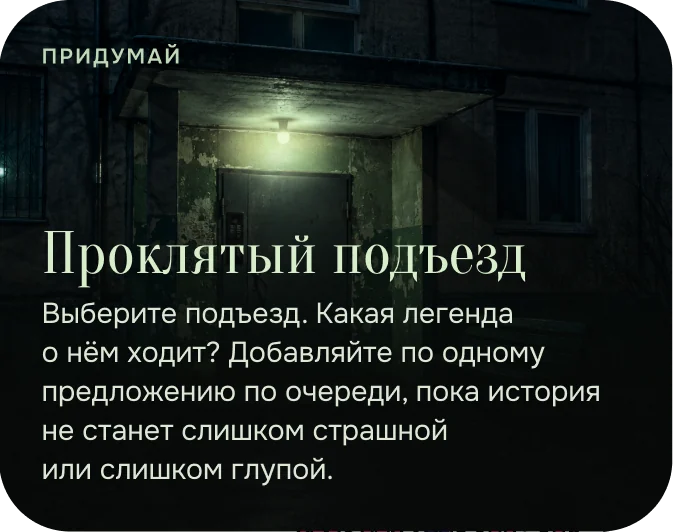 ПРИДУМАЙ
Проклятый подъезд
Выберите подъезд. Какая легенда
о нём ходит? Добавляйте по одному
предложению по очереди, пока история
не станет слишком страшной
или слишком глупой.